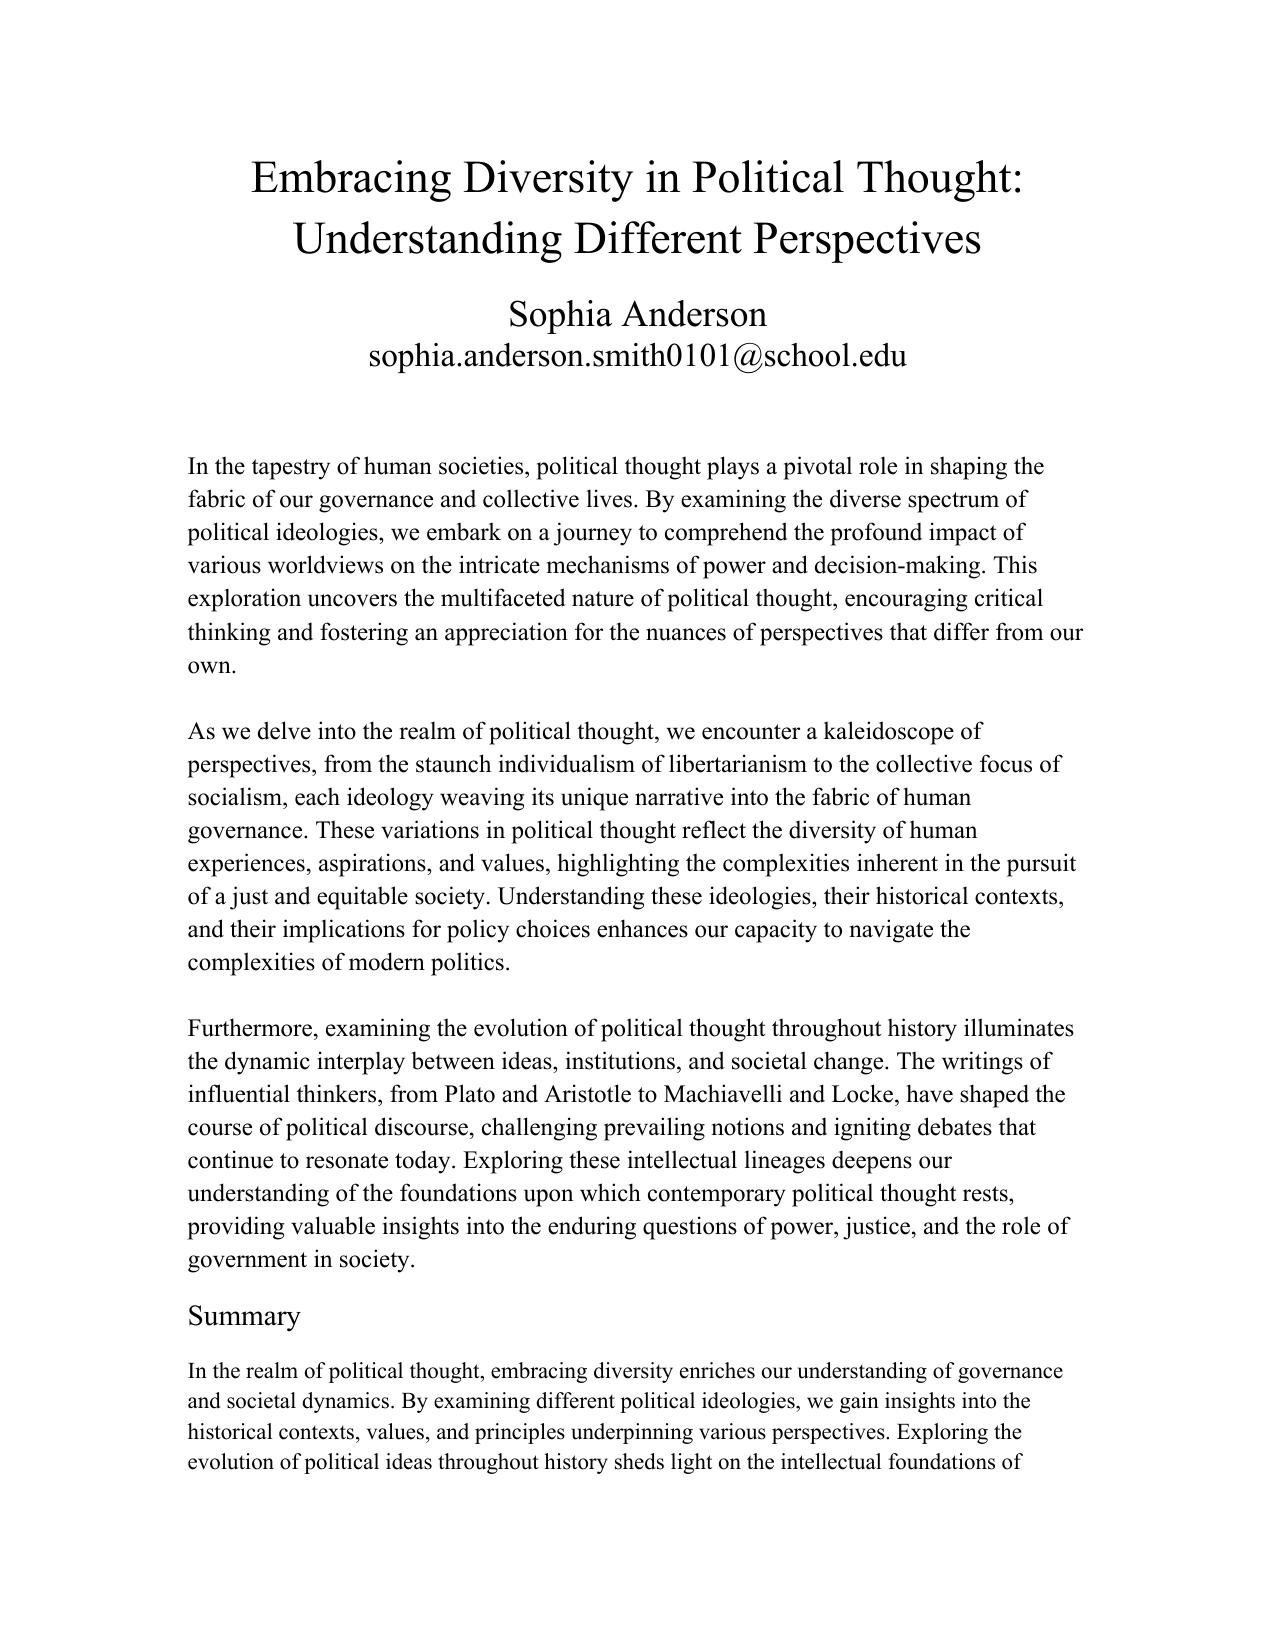 Embracing Diversity in Political Thought:
Understanding Different Perspectives
Sophia Anderson
sophia.anderson.smith0101@school.edu
In the tapestry of human societies, political thought plays a pivotal role in shaping the
fabric of our governance and collective lives. By examining the diverse spectrum of
political ideologies, we embark on a journey to comprehend the profound impact of
various worldviews on the intricate mechanisms of power and decision-making. This
exploration uncovers the multifaceted nature of political thought, encouraging critical
thinking and fostering an appreciation for the nuances of perspectives that differ from our
own.
As we delve into the realm of political thought, we encounter a kaleidoscope of
perspectives, from the staunch individualism of libertarianism to the collective focus of
socialism, each ideology weaving its unique narrative into the fabric of human
governance. These variations in political thought reflect the diversity of human
experiences, aspirations, and values, highlighting the complexities inherent in the pursuit
of a just and equitable society. Understanding these ideologies, their historical contexts,
and their implications for policy choices enhances our capacity to navigate the
complexities of modern politics.
Furthermore, examining the evolution of political thought throughout history illuminates
the dynamic interplay between ideas, institutions, and societal change. The writings of
influential thinkers, from Plato and Aristotle to Machiavelli and Locke, have shaped the
course of political discourse, challenging prevailing notions and igniting debates that
continue to resonate today. Exploring these intellectual lineages deepens our
understanding of the foundations upon which contemporary political thought rests,
providing valuable insights into the enduring questions of power, justice, and the role of
government in society.
Summary
In the realm of political thought, embracing diversity enriches our understanding of governance
and societal dynamics. By examining different political ideologies, we gain insights into the
historical contexts, values, and principles underpinning various perspectives. Exploring the
evolution of political ideas throughout history sheds light on the intellectual foundations of